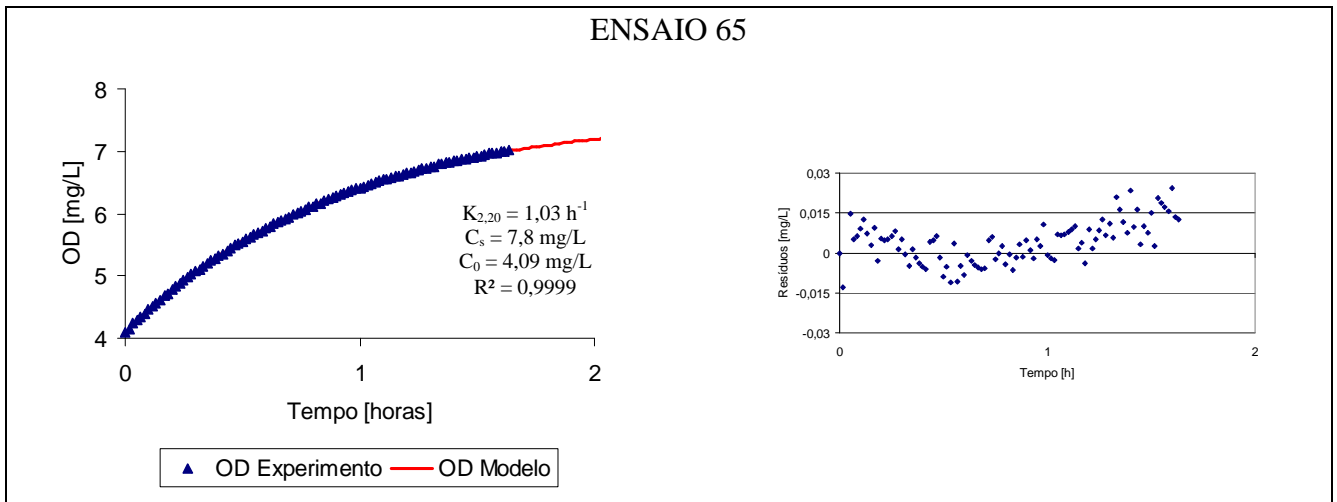 ENSAIO 65
8
7
6
5
4
0
1
2
OD [mg/L]
Tempo [horas]
K2,20 = 1,03 h-1
Cs = 7,8 mg/L
C0 = 4,09 mg/L
R² = 0,9999
OD Experimento
OD Modelo
0,03
0,015
0
-0,015
-0,03
0
1
2
Resíduos [mg/L]
Tempo [h]